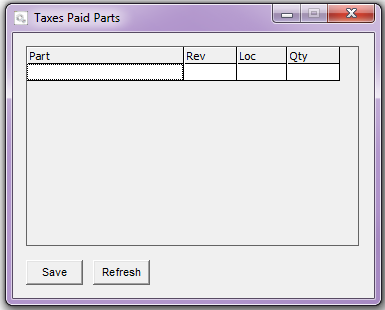 Taxes Paid Parts
Part Rev Loc Qty
Save Refresh